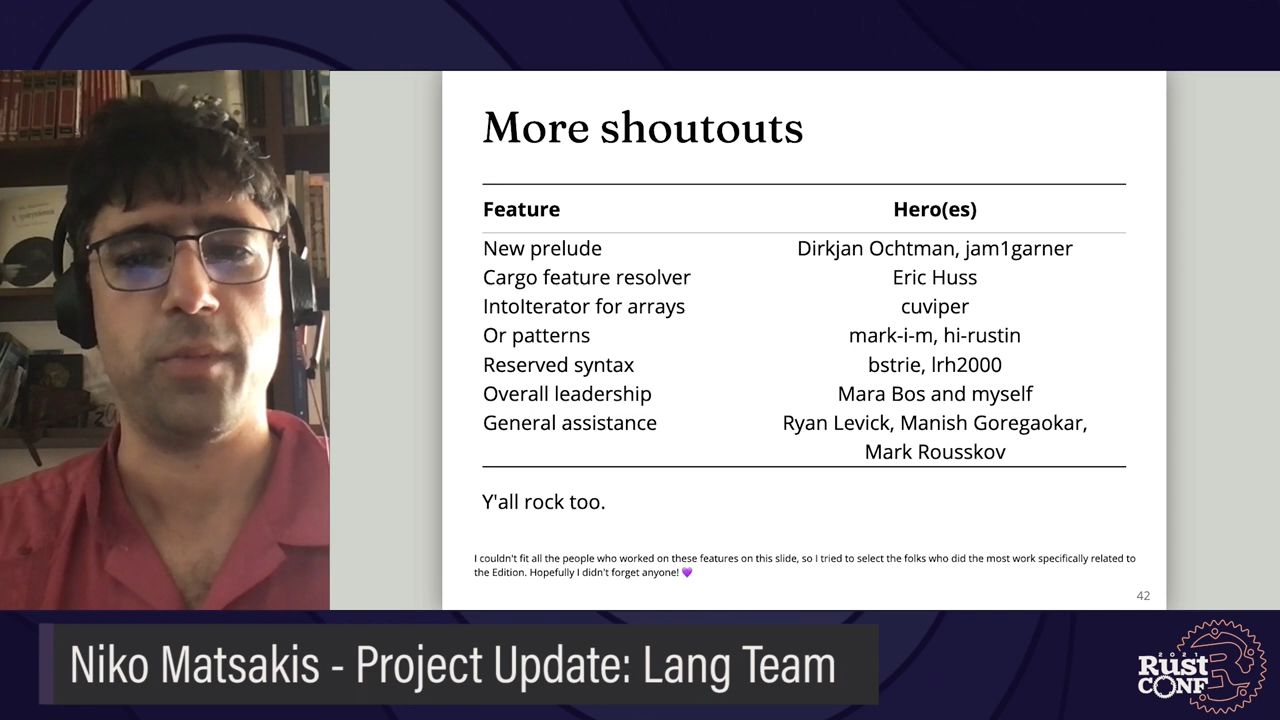 More shoutouts
Feature Hero(es)
New prelude Dirkjan Ochtman, jam1garner
Cargo feature resolver Eric Huss
IntoIterator for arrays cuviper
Or patterns mark-i-m, hi-rustin
Reserved syntax bstrie, lrh2000
Overall leadership Mara Bos and myself
General assistance Ryan Levick, Manish Goregaokar,
Mark Rousskov
Y'all rock too.
I couldn't fit all the people who worked on these features on this slide, so I tried to select the folks who did the most work specifically related to
the Edition. Hopefully I didn't forget anyone! 💜
42
Niko Matsakis - Project Update: Lang Team
Rust
CONF